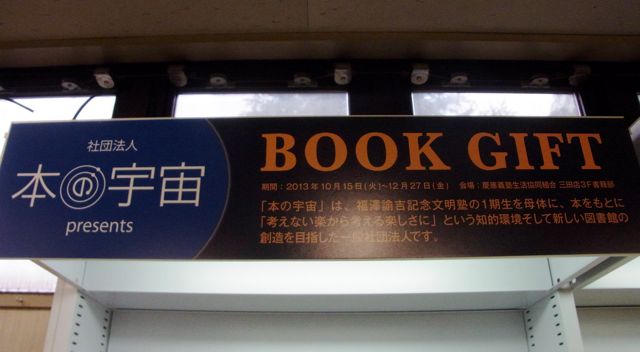 社団法人
本の宇宙
presents
BOOK GIFT
期間：2013年10月15日(火)~12月27日(金) 会場：慶應義塾生活協同組合 三田店3F書籍部
「本の宇宙」は、福澤諭吉記念文明塾の1期生を母体に、本をもとに
「考えない楽から考える楽しさに」という知的環境そして新しい図書館の
創造を目指した一般社団法人です。